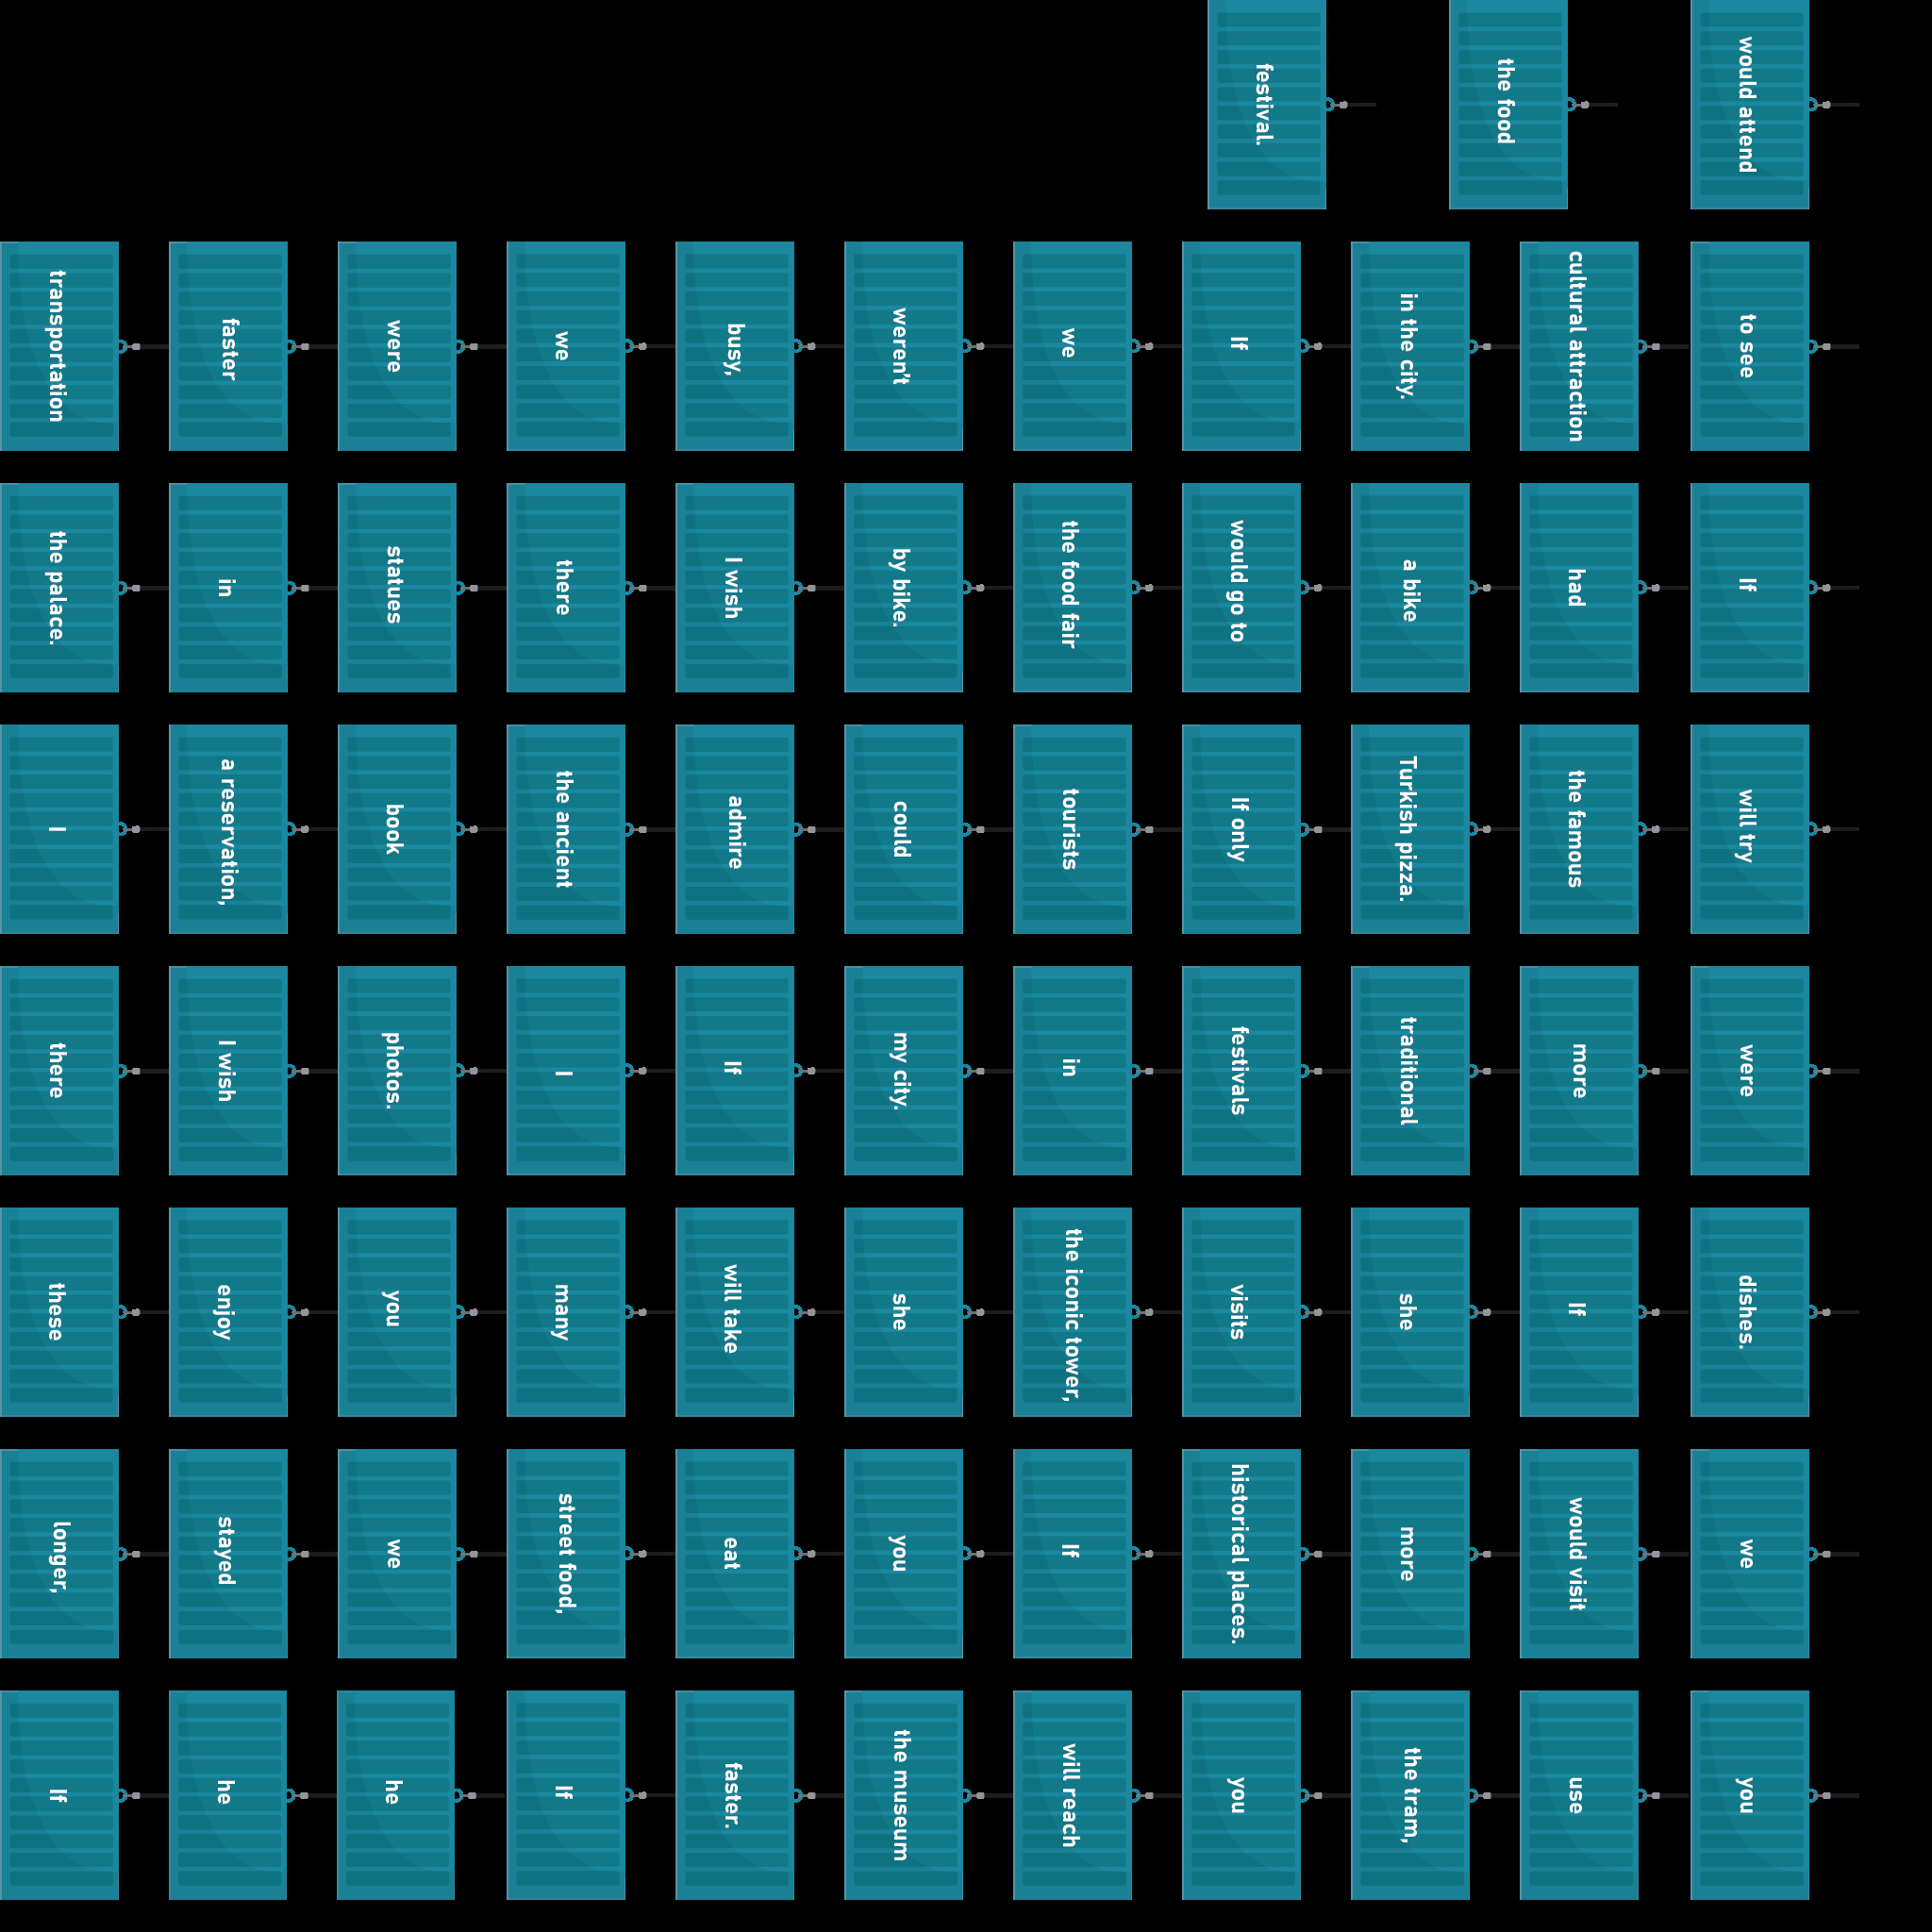 would attend
to see
If
will try
were
dishes.
we
you
the food
cultural attraction
had
the famous
more
If
would visit
use
in the city.
a bike
Turkish pizza.
traditional
she
more
the tram,
festival.
If
would go to
If only
festivals
visits
historical places.
you
we
the food fair
tourists
in
the iconic tower,
If
will reach
weren't
by bike.
could
my city.
she
you
the museum
busy,
I wish
admire
If
will take
eat
faster.
we
there
the ancient
I
many
street food,
If
were
statues
book
photos.
you
we
he
faster
in
a reservation,
I wish
enjoy
stayed
he
transportation
the palace.
I
there
these
longer,
If